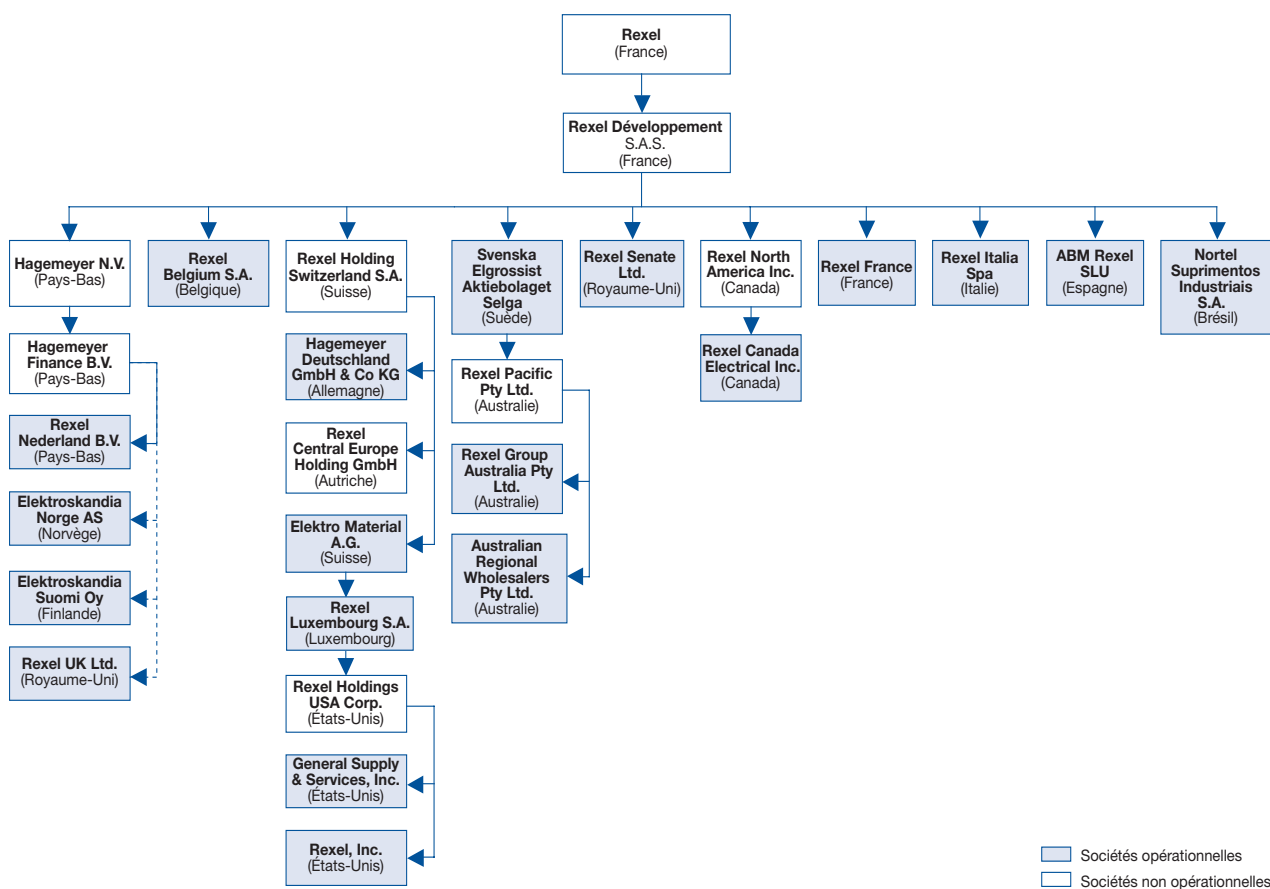 Rexel
(France)
Rexel Développement
S.A.S.
(France)
Hagemeyer N.V.
(Pays-Bas)
Rexel
Belgium S.A.
(Belgique)
Rexel Holding
Switzerland S.A.
(Suisse)
Svenska
Elgrossist
Aktiebolaget
Selga
(Suède)
Rexel Senate
Ltd.
(Royaume-Uni)
Rexel North
America Inc.
(Canada)
Rexel France
(France)
Rexel Italia
Spa
(Italie)
ABM Rexel
SLU
(Espagne)
Nortel
Suprimentos
Industriais
S.A.
(Brésil)
Hagemeyer
Finance B.V.
(Pays-Bas)
Hagemeyer
Deutschland
GmbH & Co KG
(Allemagne)
Rexel Pacific
Pty Ltd.
(Australie)
Rexel Canada
Electrical Inc.
(Canada)
Rexel
Nederland B.V.
(Pays-Bas)
Rexel
Central Europe
Holding GmbH
(Autriche)
Rexel Group
Australia Pty
Ltd.
(Australie)
Elektroskandia
Norge AS
(Norvège)
Elektro Material
A.G.
(Suisse)
Australian
Regional
Wholesalers
Pty Ltd.
(Australie)
Elektroskandia
Suomi Oy
(Finlande)
Rexel
Luxembourg S.A.
(Luxembourg)
Rexel UK Ltd.
(Royaume-Uni)
Rexel Holdings
USA Corp.
(États-Unis)
General Supply
& Services, Inc.
(États-Unis)
Rexel, Inc.
(États-Unis)
Sociétés opérationnelles
Sociétés non opérationnelles